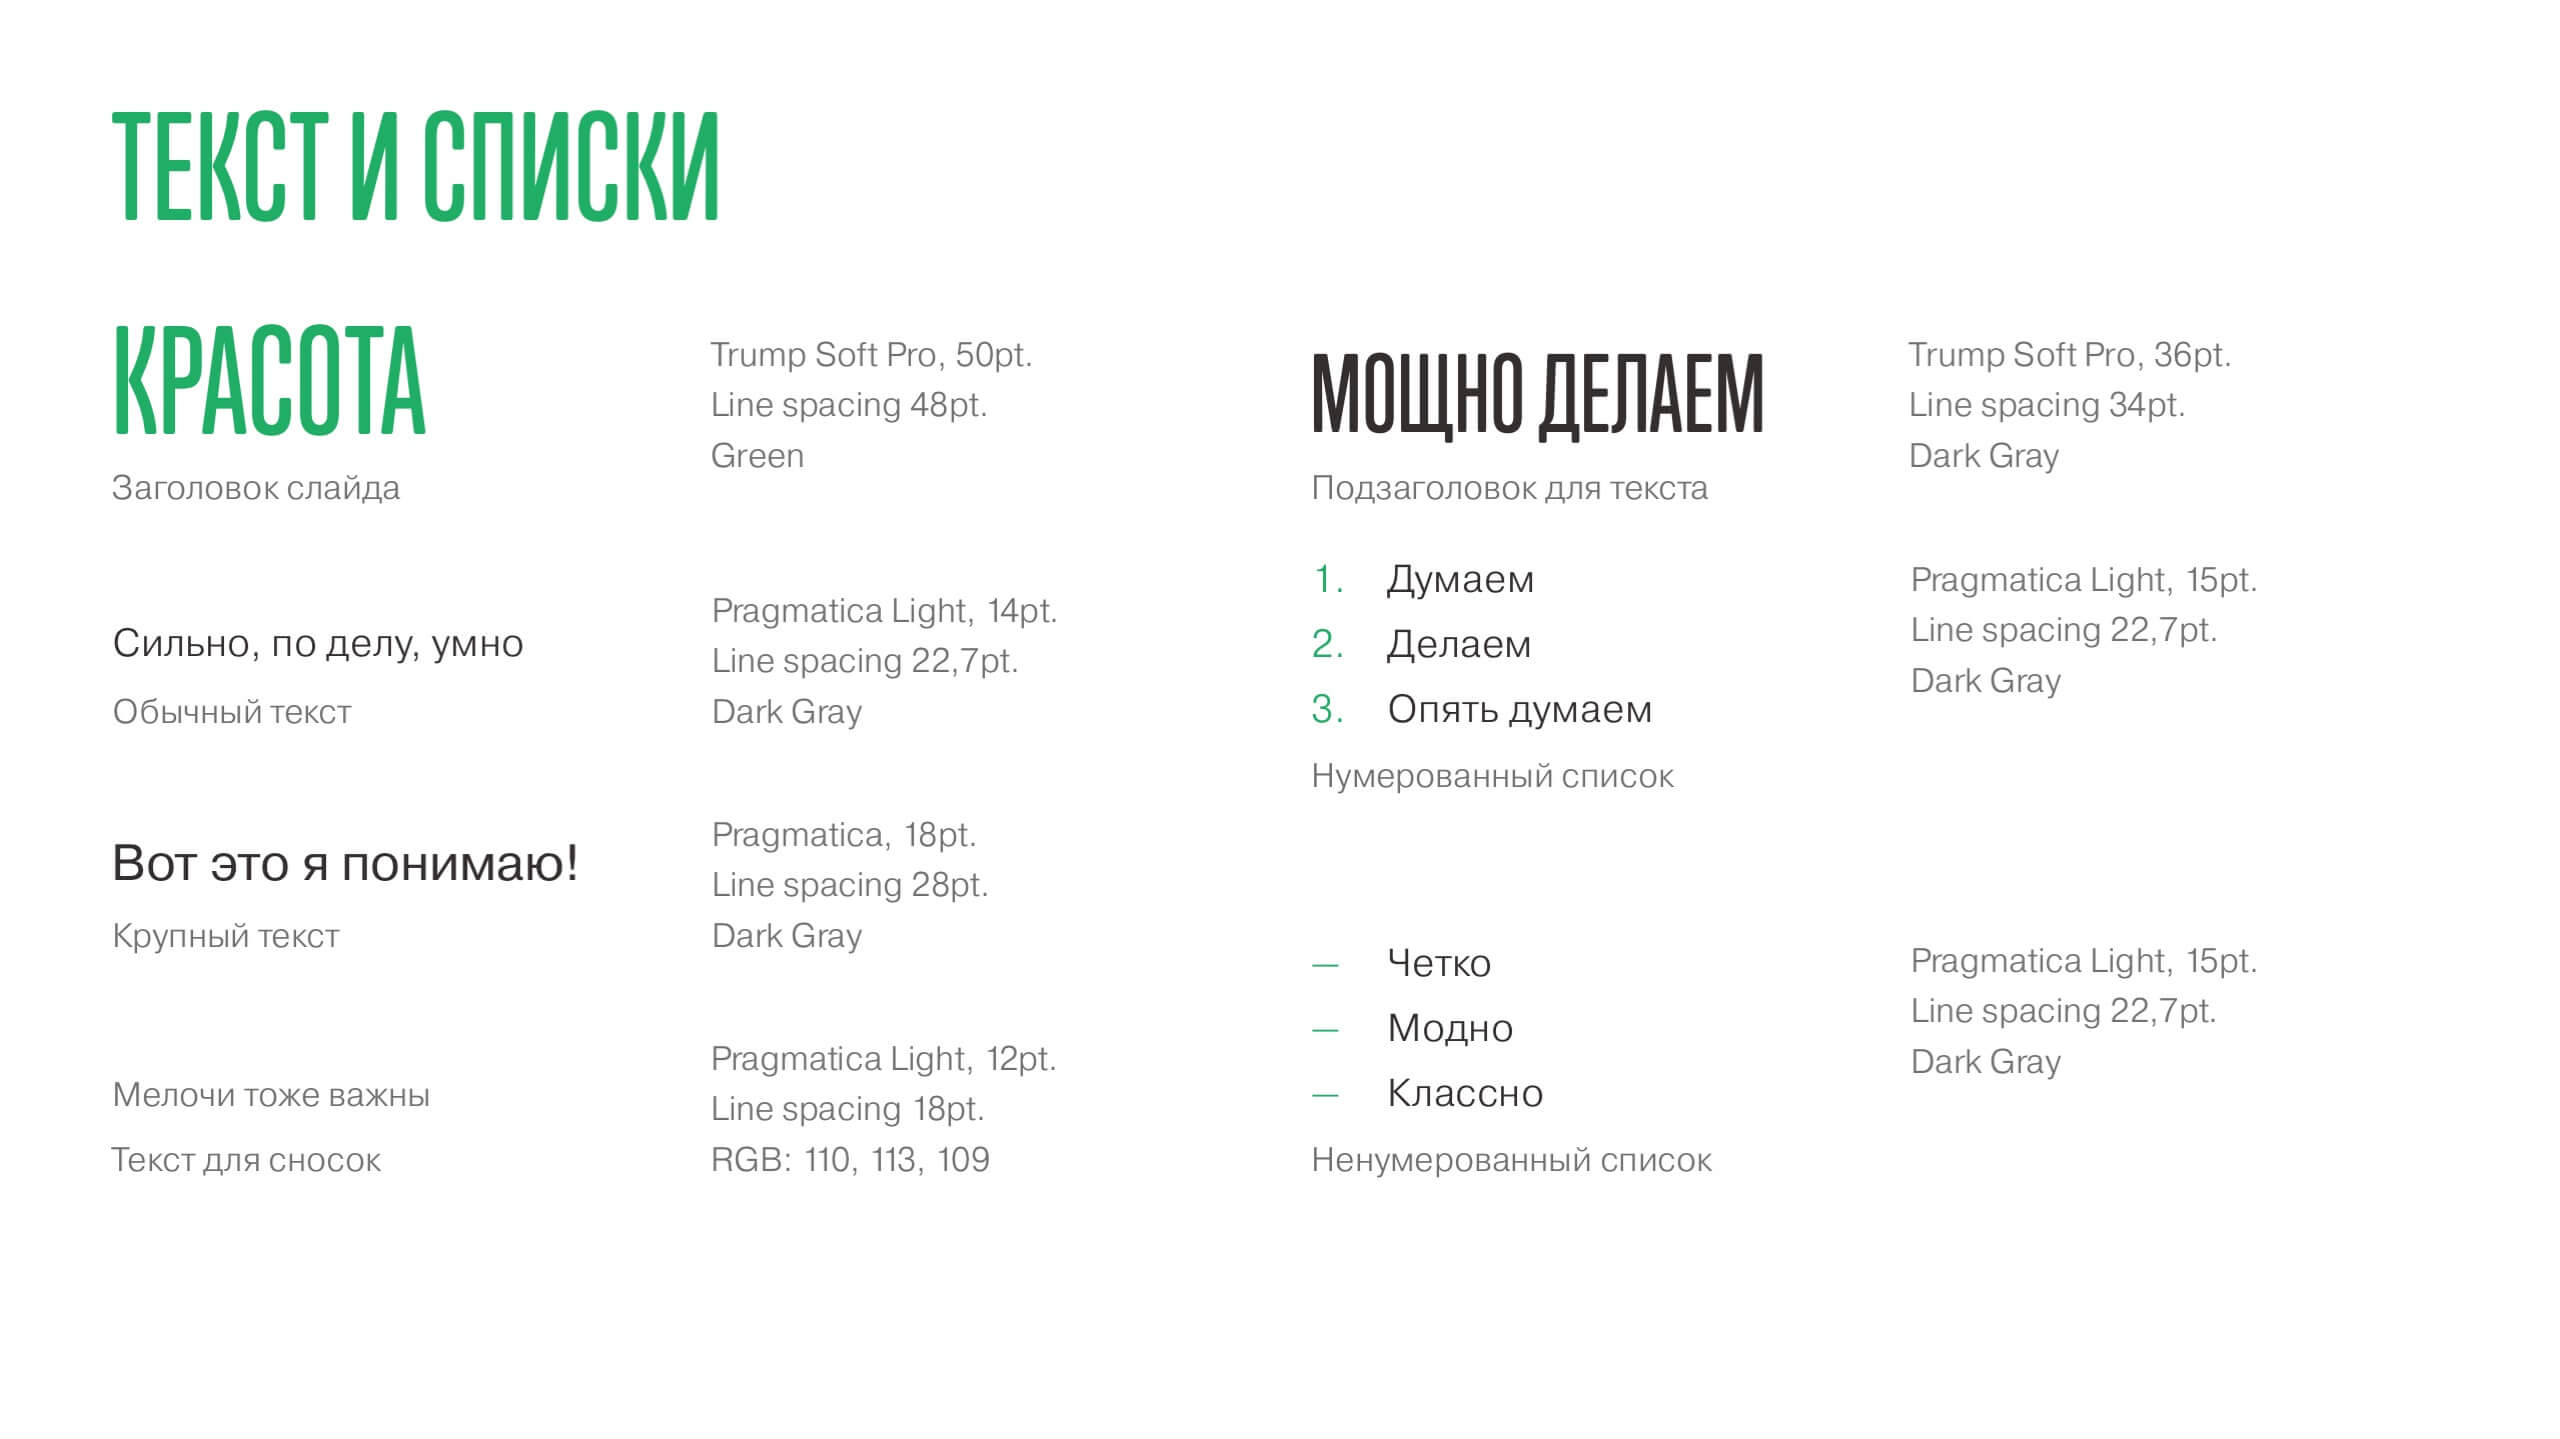 ТЕКСТ И СПИСКИ
КРАСОТА
Заголовок слайда
Trump Soft Pro, 50pt.
Line spacing 48pt.
Green
Сильно, по делу, умно
Обычный текст
Pragmatica Light, 14pt.
Line spacing 22,7pt.
Dark Gray
Вот это я понимаю!
Крупный текст
Pragmatica, 18pt.
Line spacing 28pt.
Dark Gray
Мелочи тоже важны
Текст для сносок
Pragmatica Light, 12pt.
Line spacing 18pt.
RGB: 110, 113, 109
МОЩНО ДЕЛАЕМ
Подзаголовок для текста
Trump Soft Pro, 36pt.
Line spacing 34pt.
Dark Gray
1. Думаем
2. Делаем
3. Опять думаем
Нумерованный список
Pragmatica Light, 15pt.
Line spacing 22,7pt.
Dark Gray
— Четко
— Модно
— Классно
Ненумерованный список
Pragmatica Light, 15pt.
Line spacing 22,7pt.
Dark Gray